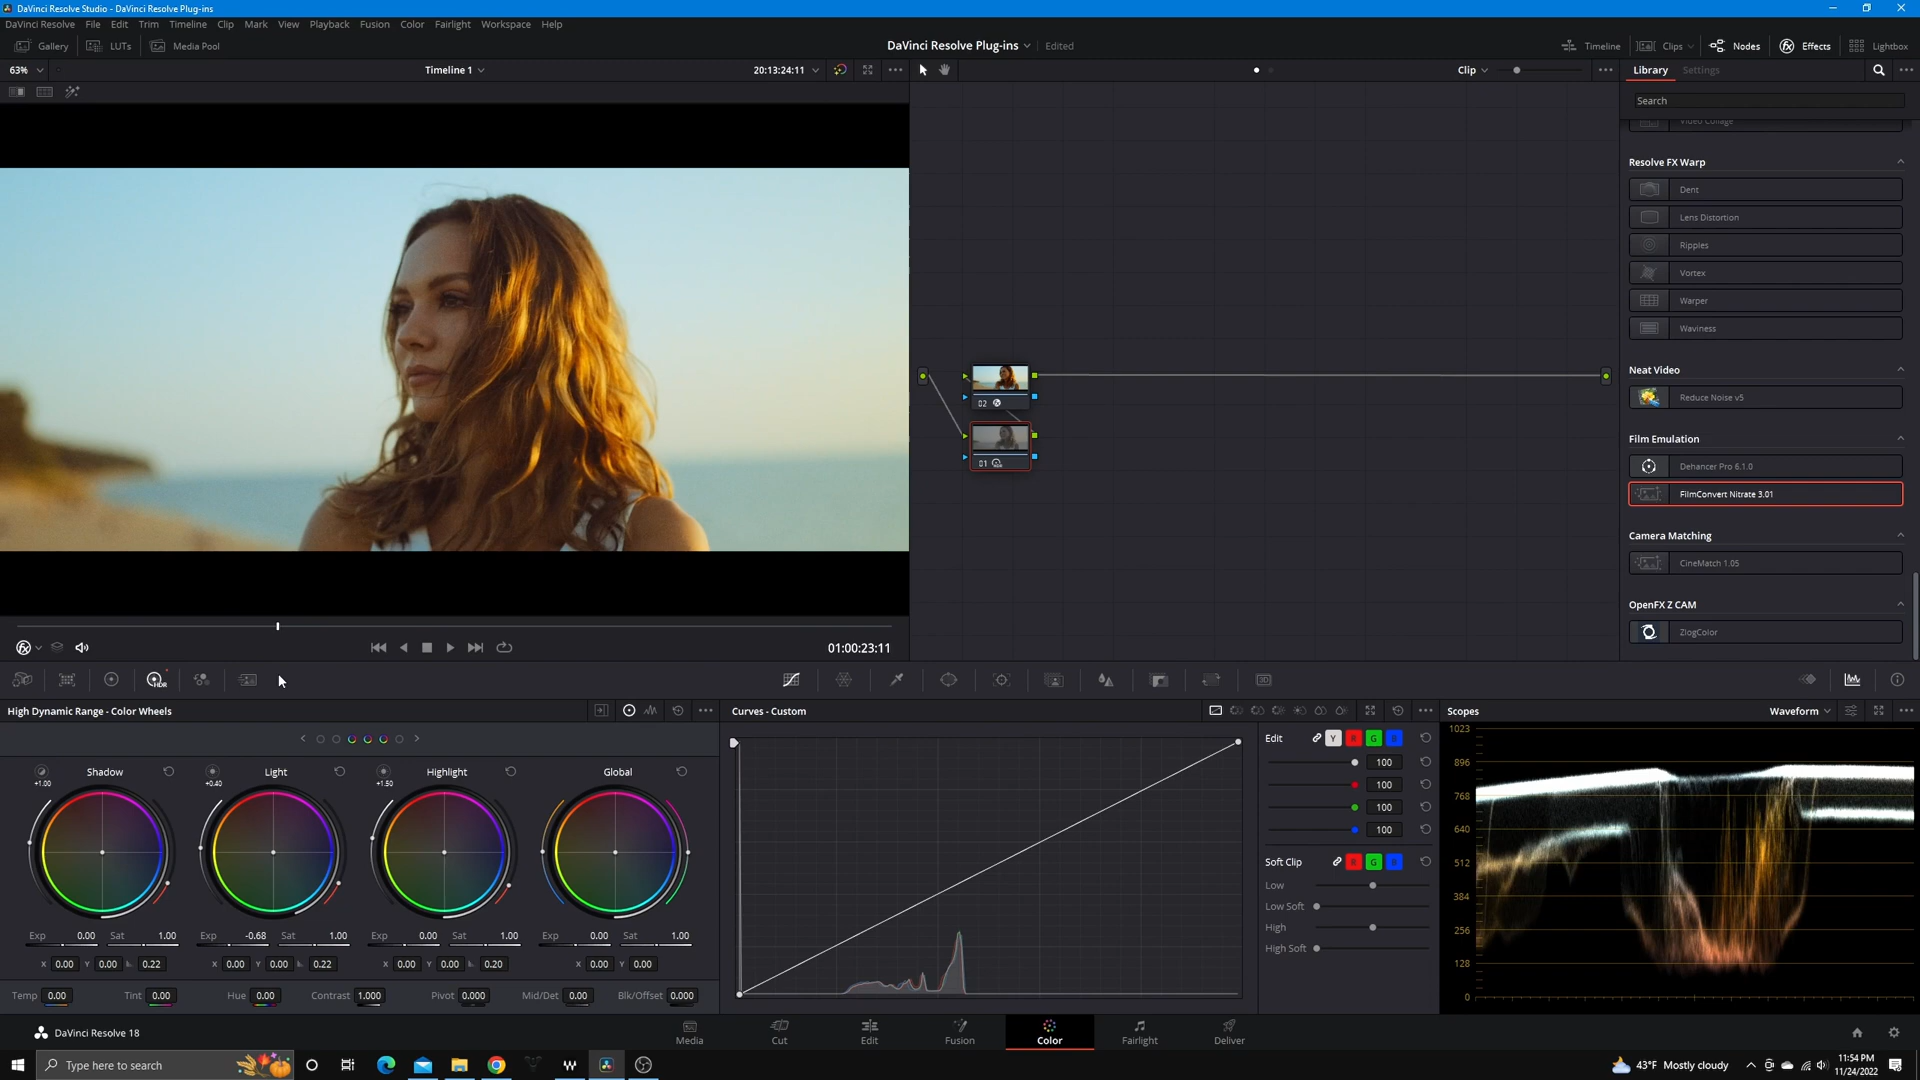 DaVinci Resolve Studio - DaVinci Resolve Plug-ins
DaVinci Resolve File Edit Trim Timeline Clip Mark View Playback Fusion Color Fairlight Workspace Help
Gallery LUTs Media Pool DaVinci Resolve Plug-ins Edited Timeline Clips Nodes Effects Lightbox
63% Timeline 1 20:13:24:11 Clip Library Settings
Search
Video Collage
Resolve FX Warp
Dent
Lens Distortion
Ripples
Vortex
Warper
Waviness
Neat Video
Reduce Noise v5
Film Emulation
Dehancer Pro 6.1.0
FilmConvert Nitrate 3.01
Camera Matching
CineMatch 1.05
OpenFX Z CAM
ZlogColor
02
01
01:00:23:11
HDR
3D
High Dynamic Range - Color Wheels
Shadow Light Highlight Global
+1.00 +0.40 +1.50
Exp 0.00 Sat 1.00 Exp -0.68 Sat 1.00 Exp 0.00 Sat 1.00 Exp 0.00 Sat 1.00
X 0.00 Y 0.00 0.22 X 0.00 Y 0.00 0.22 X 0.00 Y 0.00 0.20 X 0.00 Y 0.00
Temp 0.00 Tint 0.00 Hue 0.00 Contrast 1.000 Pivot 0.000 Mid/Det 0.00 Blk/Offset 0.000
Curves - Custom
Edit Y R G B
100
100
100
100
Soft Clip R G B
Low
Low Soft
High
High Soft
Scopes Waveform
1023
896
768
640
512
384
256
128
0
DaVinci Resolve 18 Media Cut Edit Fusion Color Fairlight Deliver
Type here to search
43°F Mostly cloudy
11:54 PM
11/24/2022